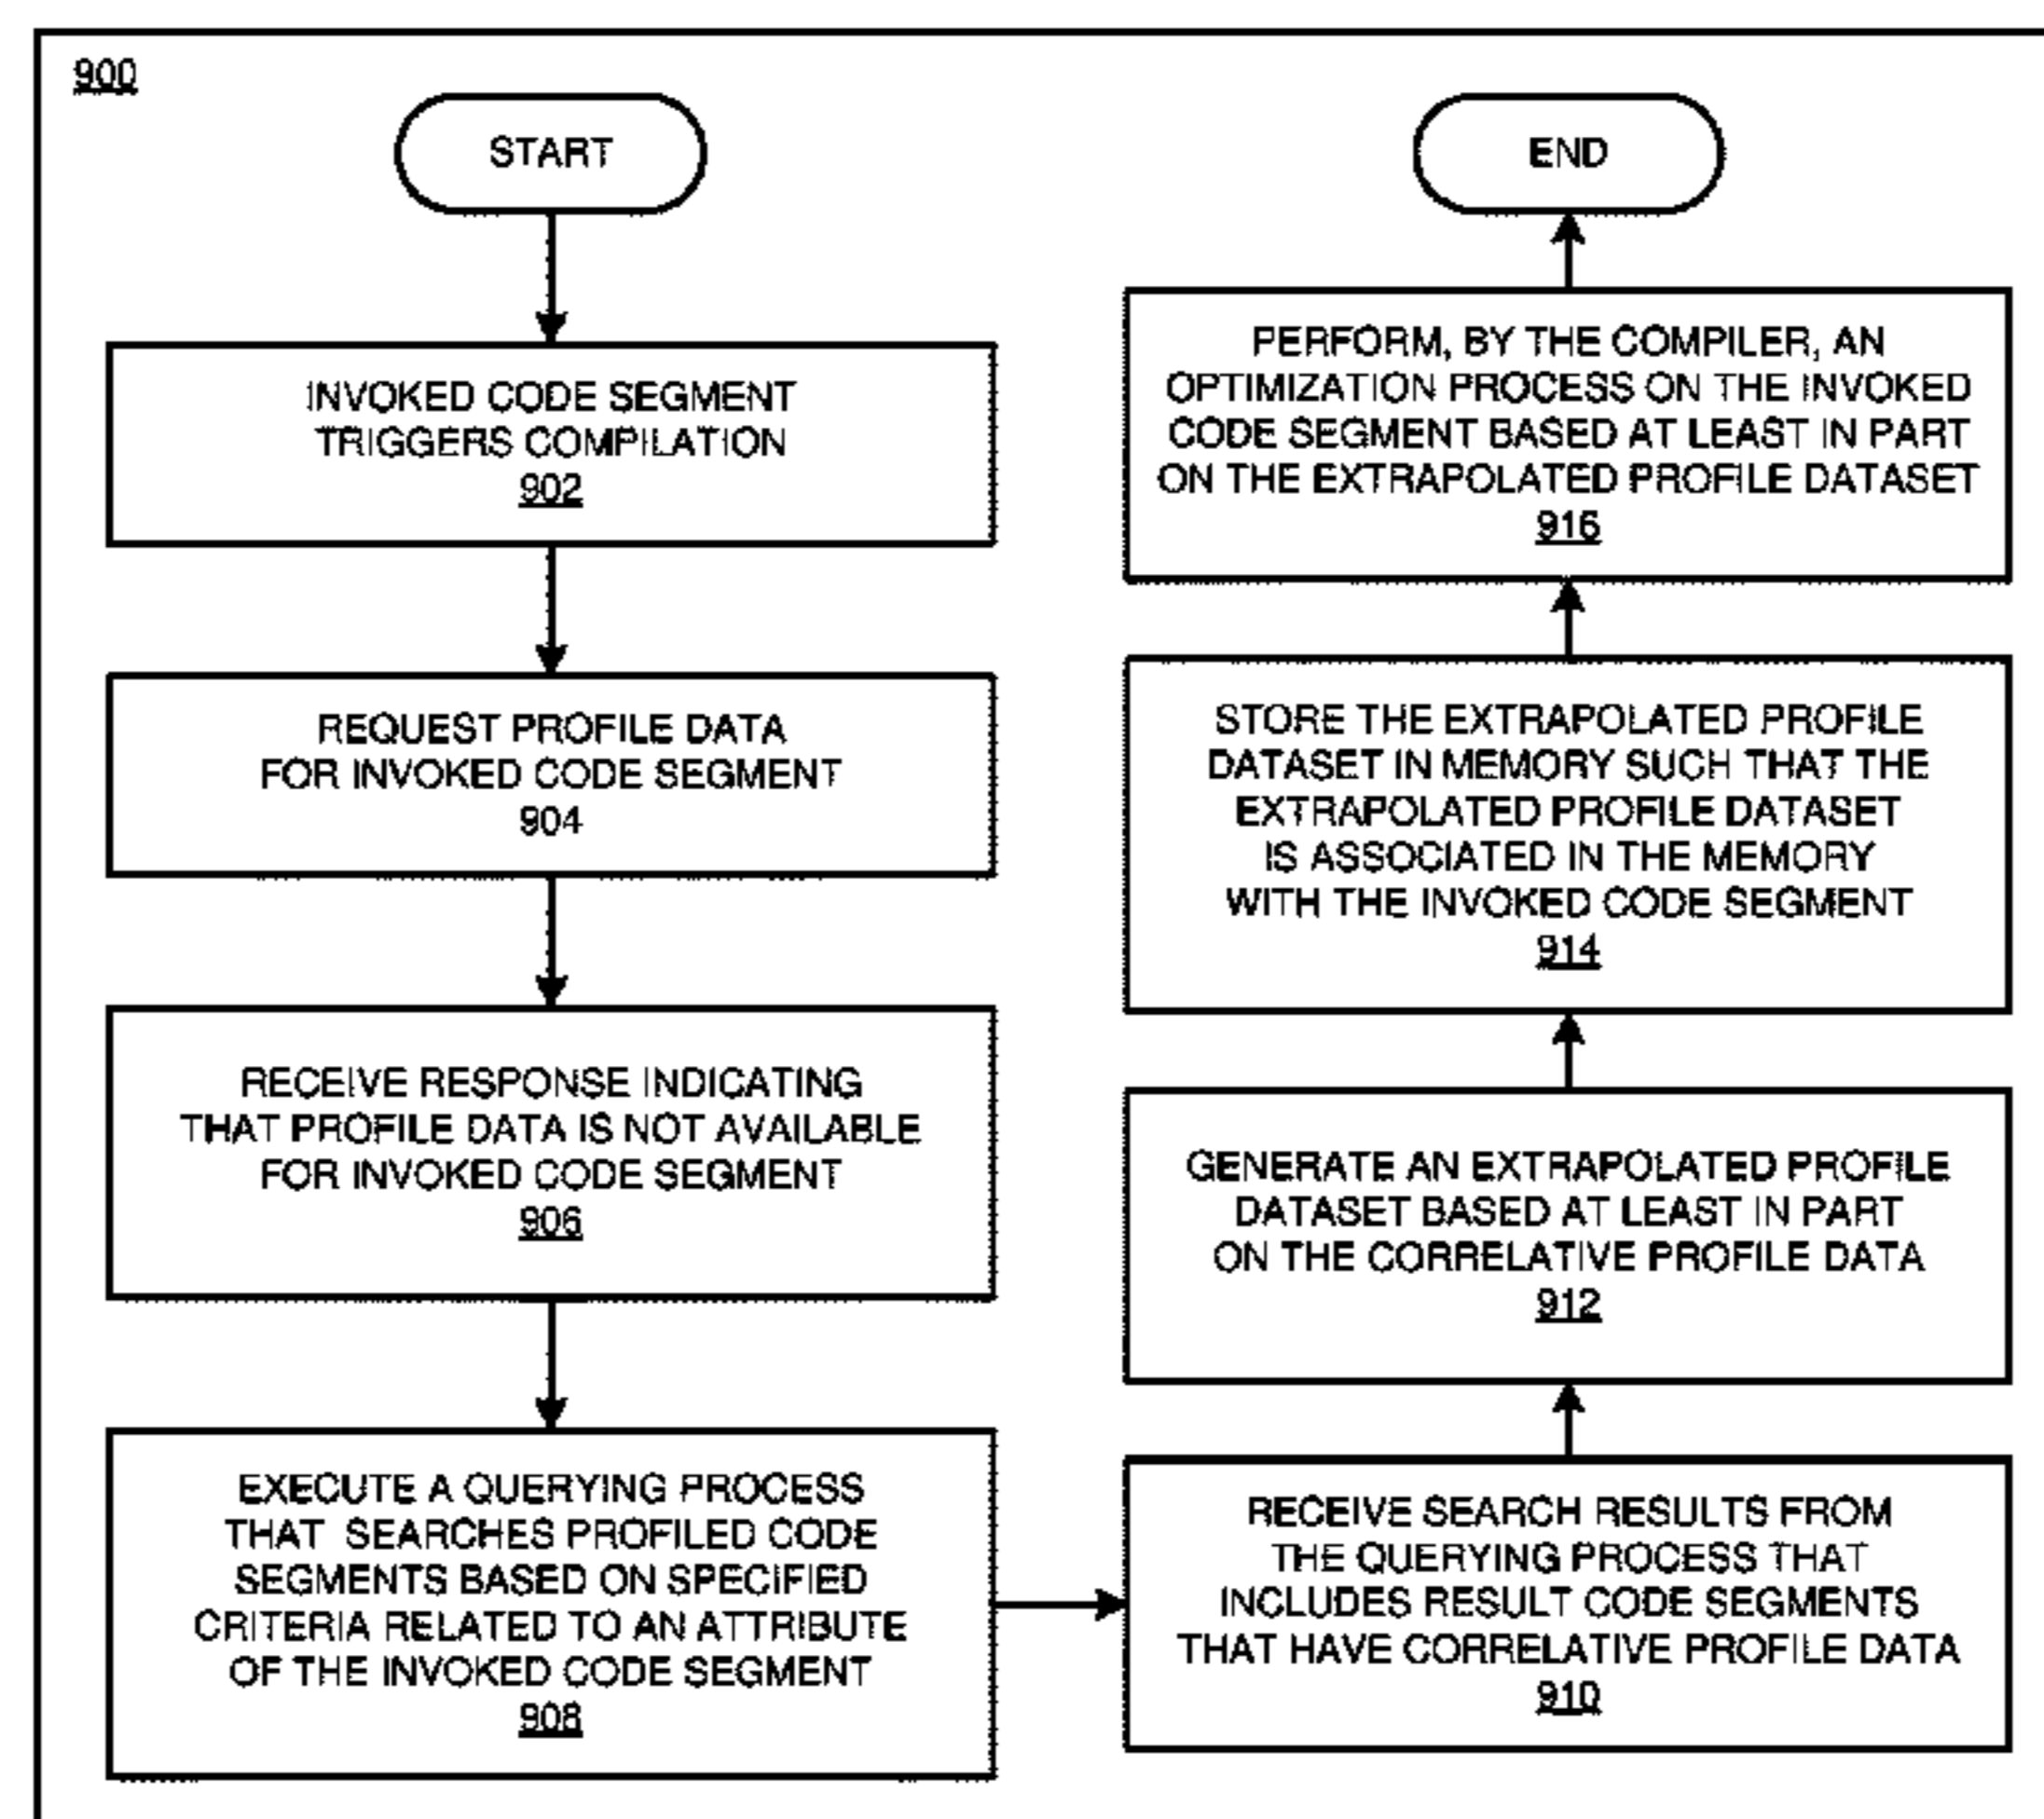 900
START
INVOKED CODE SEGMENT
TRIGGERS COMPILATION
902
REQUEST PROFILE DATA
FOR INVOKED CODE SEGMENT
904
RECEIVE RESPONSE INDICATING
THAT PROFILE DATA IS NOT AVAILABLE
FOR INVOKED CODE SEGMENT
906
EXECUTE A QUERYING PROCESS
THAT SEARCHES PROFILED CODE
SEGMENTS BASED ON SPECIFIED
CRITERIA RELATED TO AN ATTRIBUTE
OF THE INVOKED CODE SEGMENT
908
RECEIVE SEARCH RESULTS FROM
THE QUERYING PROCESS THAT
INCLUDES RESULT CODE SEGMENTS
THAT HAVE CORRELATIVE PROFILE DATA
910
GENERATE AN EXTRAPOLATED PROFILE
DATASET BASED AT LEAST IN PART
ON THE CORRELATIVE PROFILE DATA
912
STORE THE EXTRAPOLATED PROFILE
DATASET IN MEMORY SUCH THAT THE
EXTRAPOLATED PROFILE DATASET
IS ASSOCIATED IN THE MEMORY
WITH THE INVOKED CODE SEGMENT
914
PERFORM, BY THE COMPILER, AN
OPTIMIZATION PROCESS ON THE INVOKED
CODE SEGMENT BASED AT LEAST IN PART
ON THE EXTRAPOLATED PROFILE DATASET
916
END